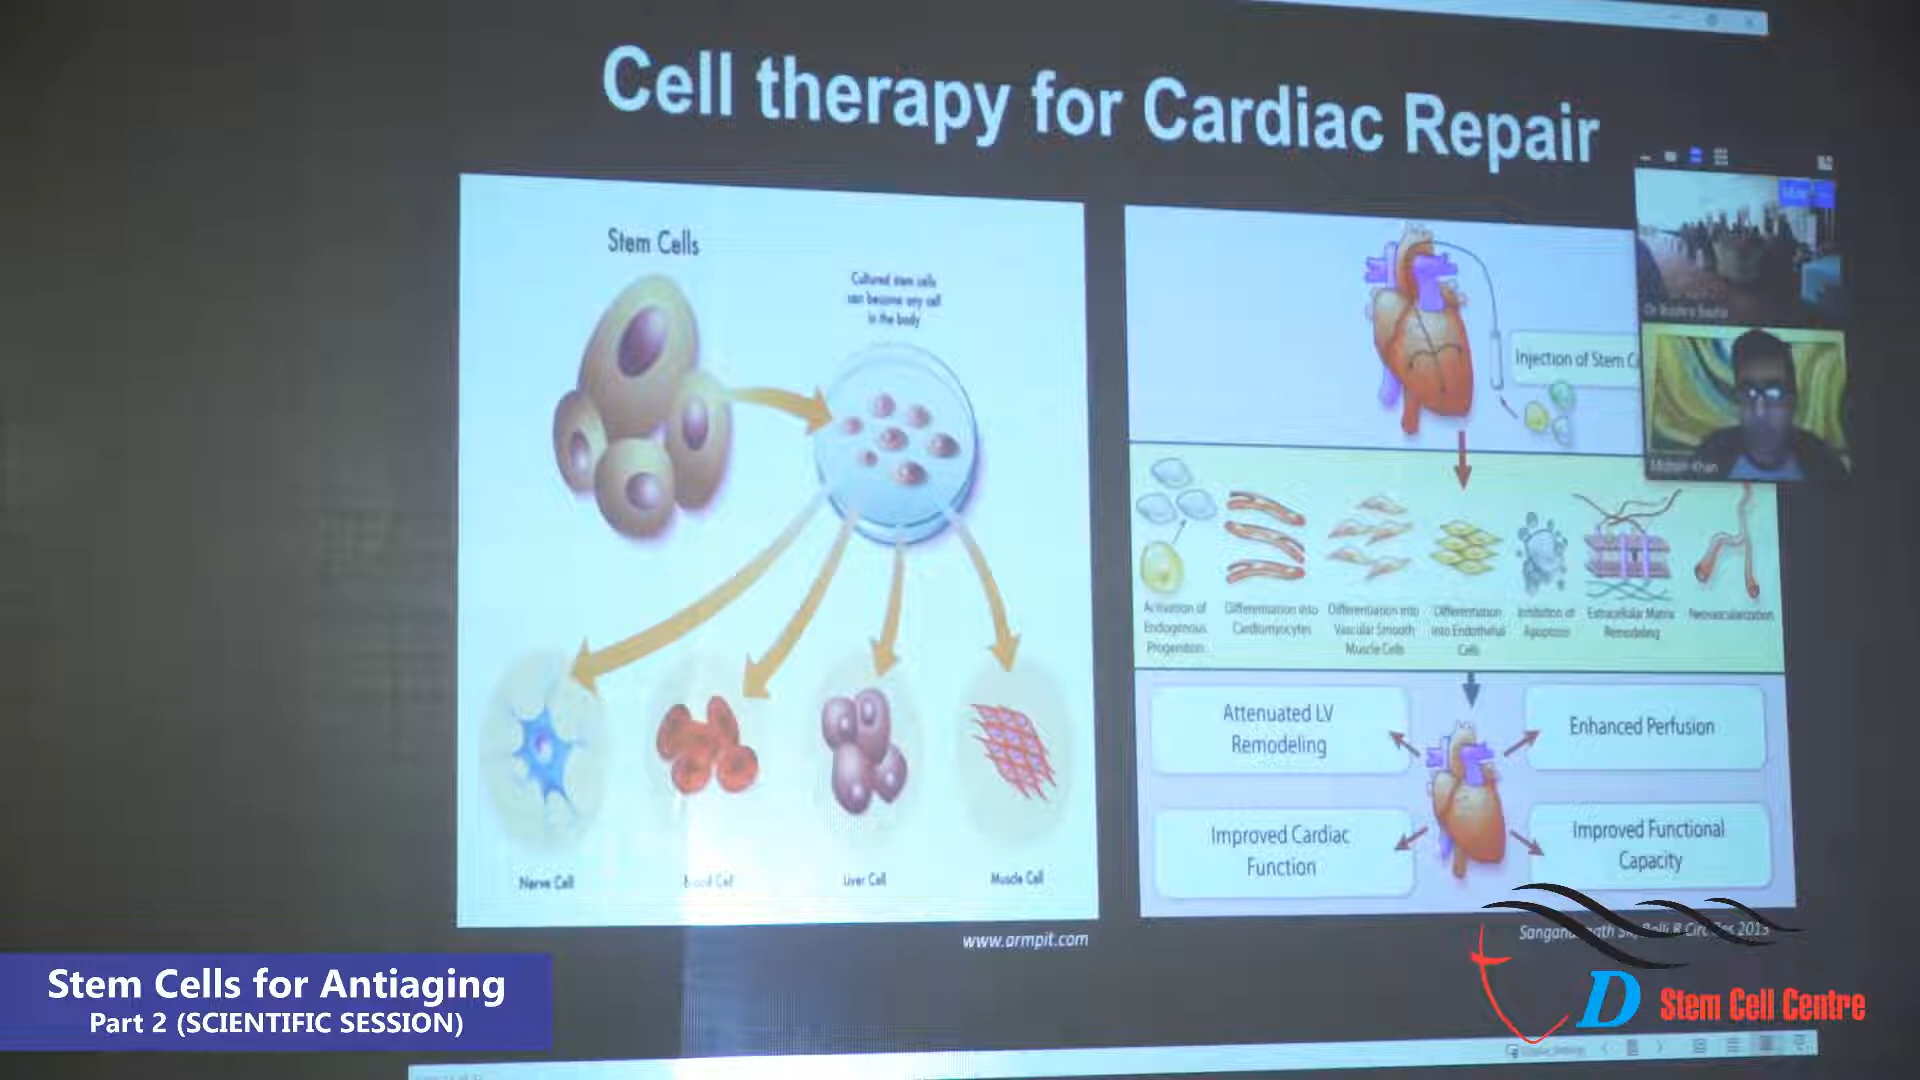 Cell therapy for Cardiac Repair
Stem Cells
Cultured stem cells
can become any cell
in the body
Nerve Cell
Blood Cell
Liver Cell
Muscle Cell
www.armpit.com
Injection of Stem
Activation of
Endogenous
Progenitors
Differentiation into
Cardiomyocytes
Differentiation into
Vascular Smooth
Muscle Cells
Differentiation
into Endothelial
Cells
Inhibition of
Apoptosis
Extracellular Matrix
Remodeling
Neovascularization
Attenuated LV
Remodeling
Enhanced Perfusion
Improved Cardiac
Function
Improved Functional
Capacity
Khan
Stem Cells for Antiaging
Part 2 (SCIENTIFIC SESSION)
D Stem Cell Centre